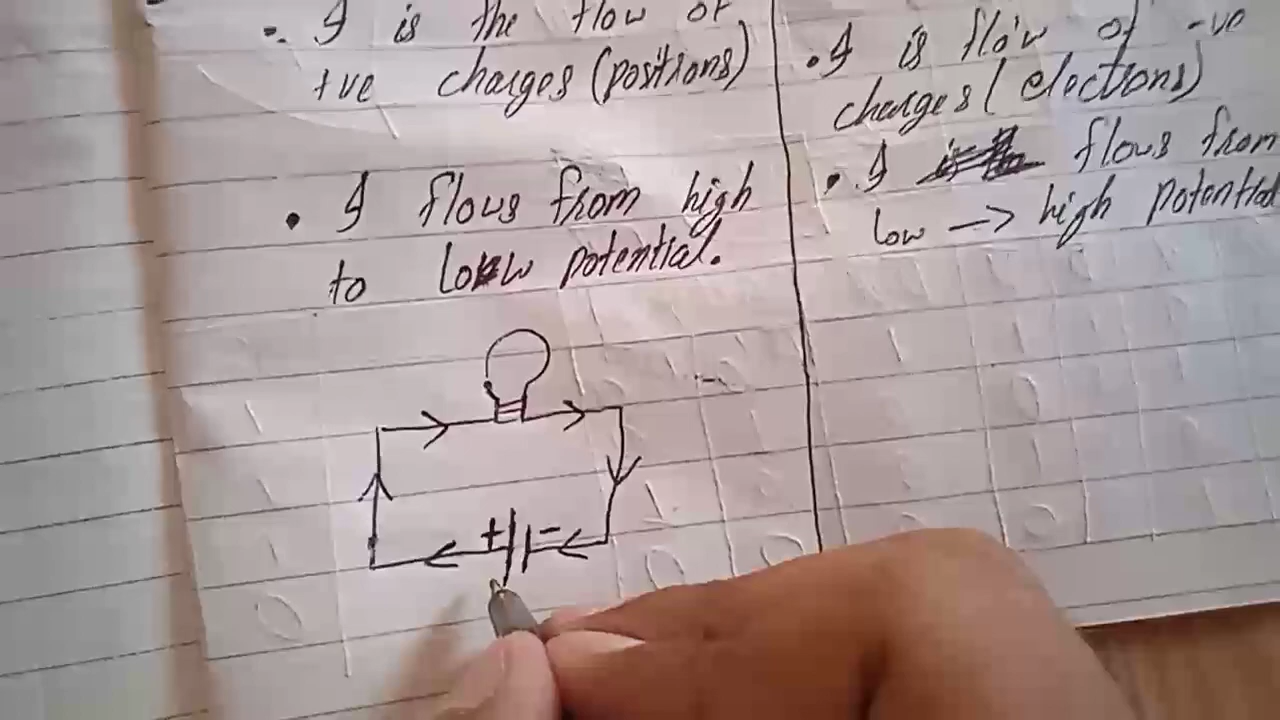 I is the flow of
+ve charges (positions)
• I flows from high
to low potential.
+ -
• I is flow of -ve
charges (electrons)
• I flows from
low -> high potential